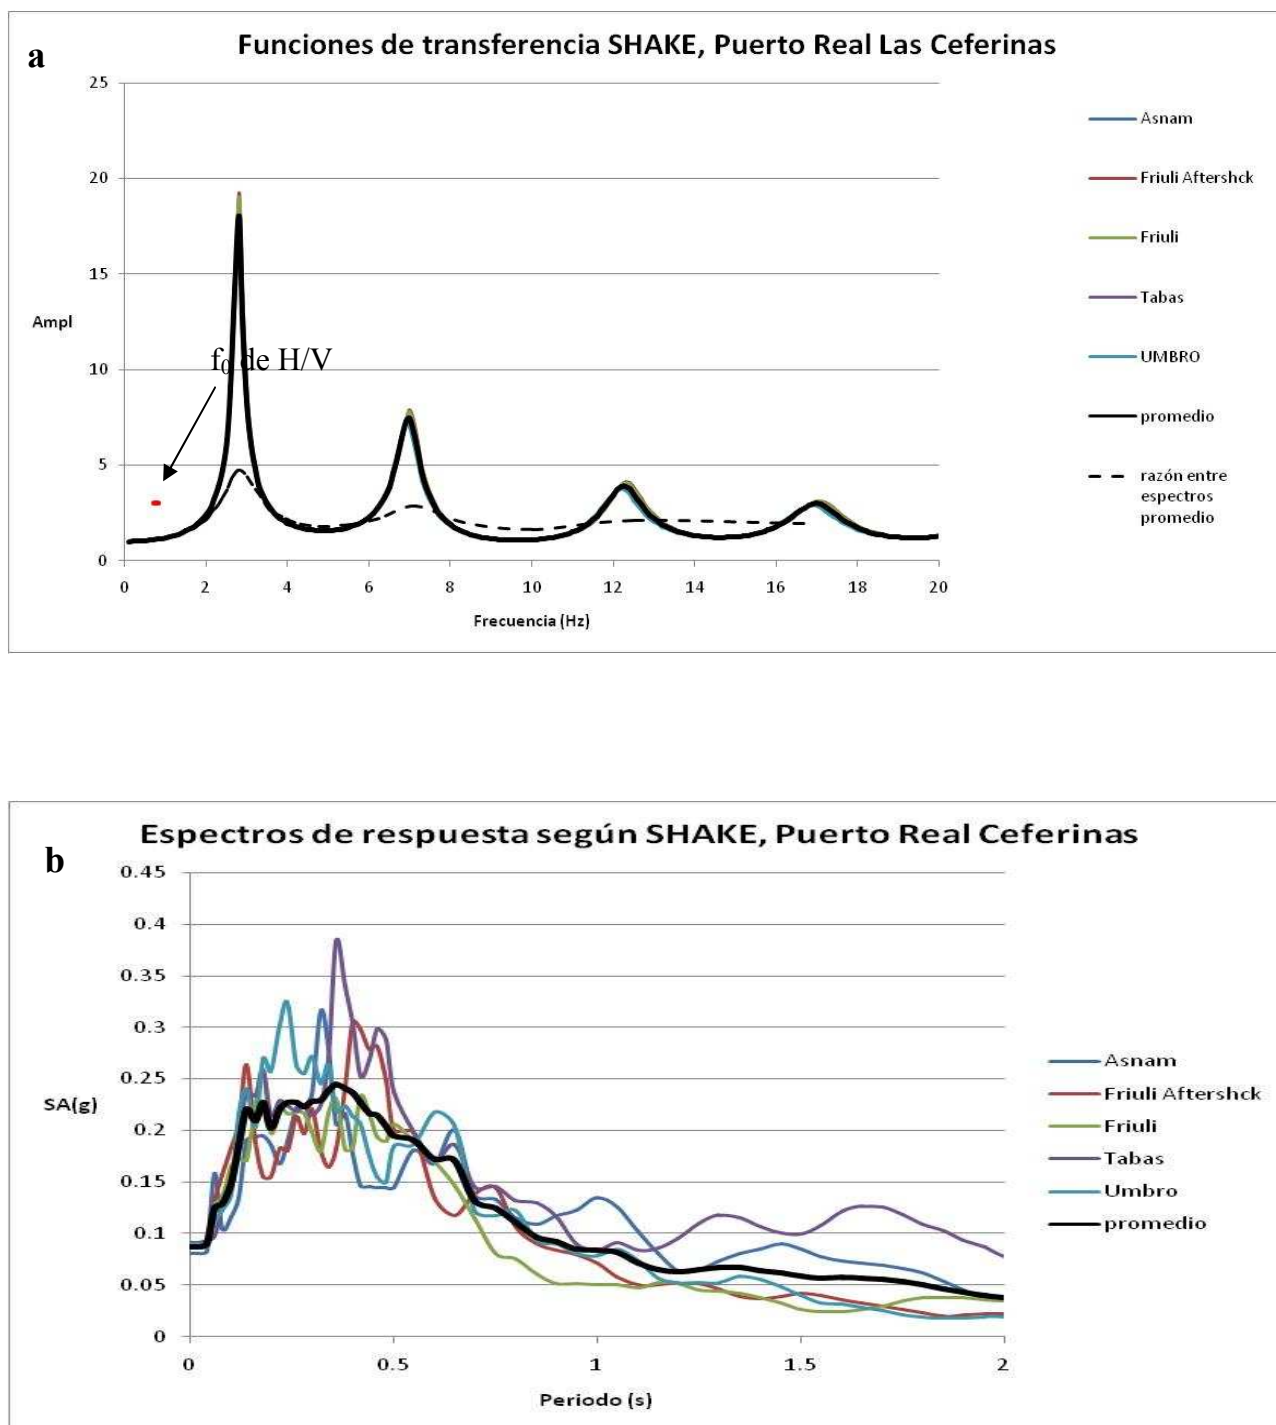 a
Funciones de transferencia SHAKE, Puerto Real Las Ceferinas
25
20
15
10
5
0
Ampl
f₀ de H/V
0 2 4 6 8 10 12 14 16 18 20
Frecuencia (Hz)
Asnam
Friuli Aftershck
Friuli
Tabas
UMBRO
promedio
razón entre
espectros
promedio
b
Espectros de respuesta según SHAKE, Puerto Real Ceferinas
0.45
0.4
0.35
0.3
0.25
0.2
0.15
0.1
0.05
0
SA(g)
0 0.5 1 1.5 2
Periodo (s)
Asnam
Friuli Aftershck
Friuli
Tabas
Umbro
promedio